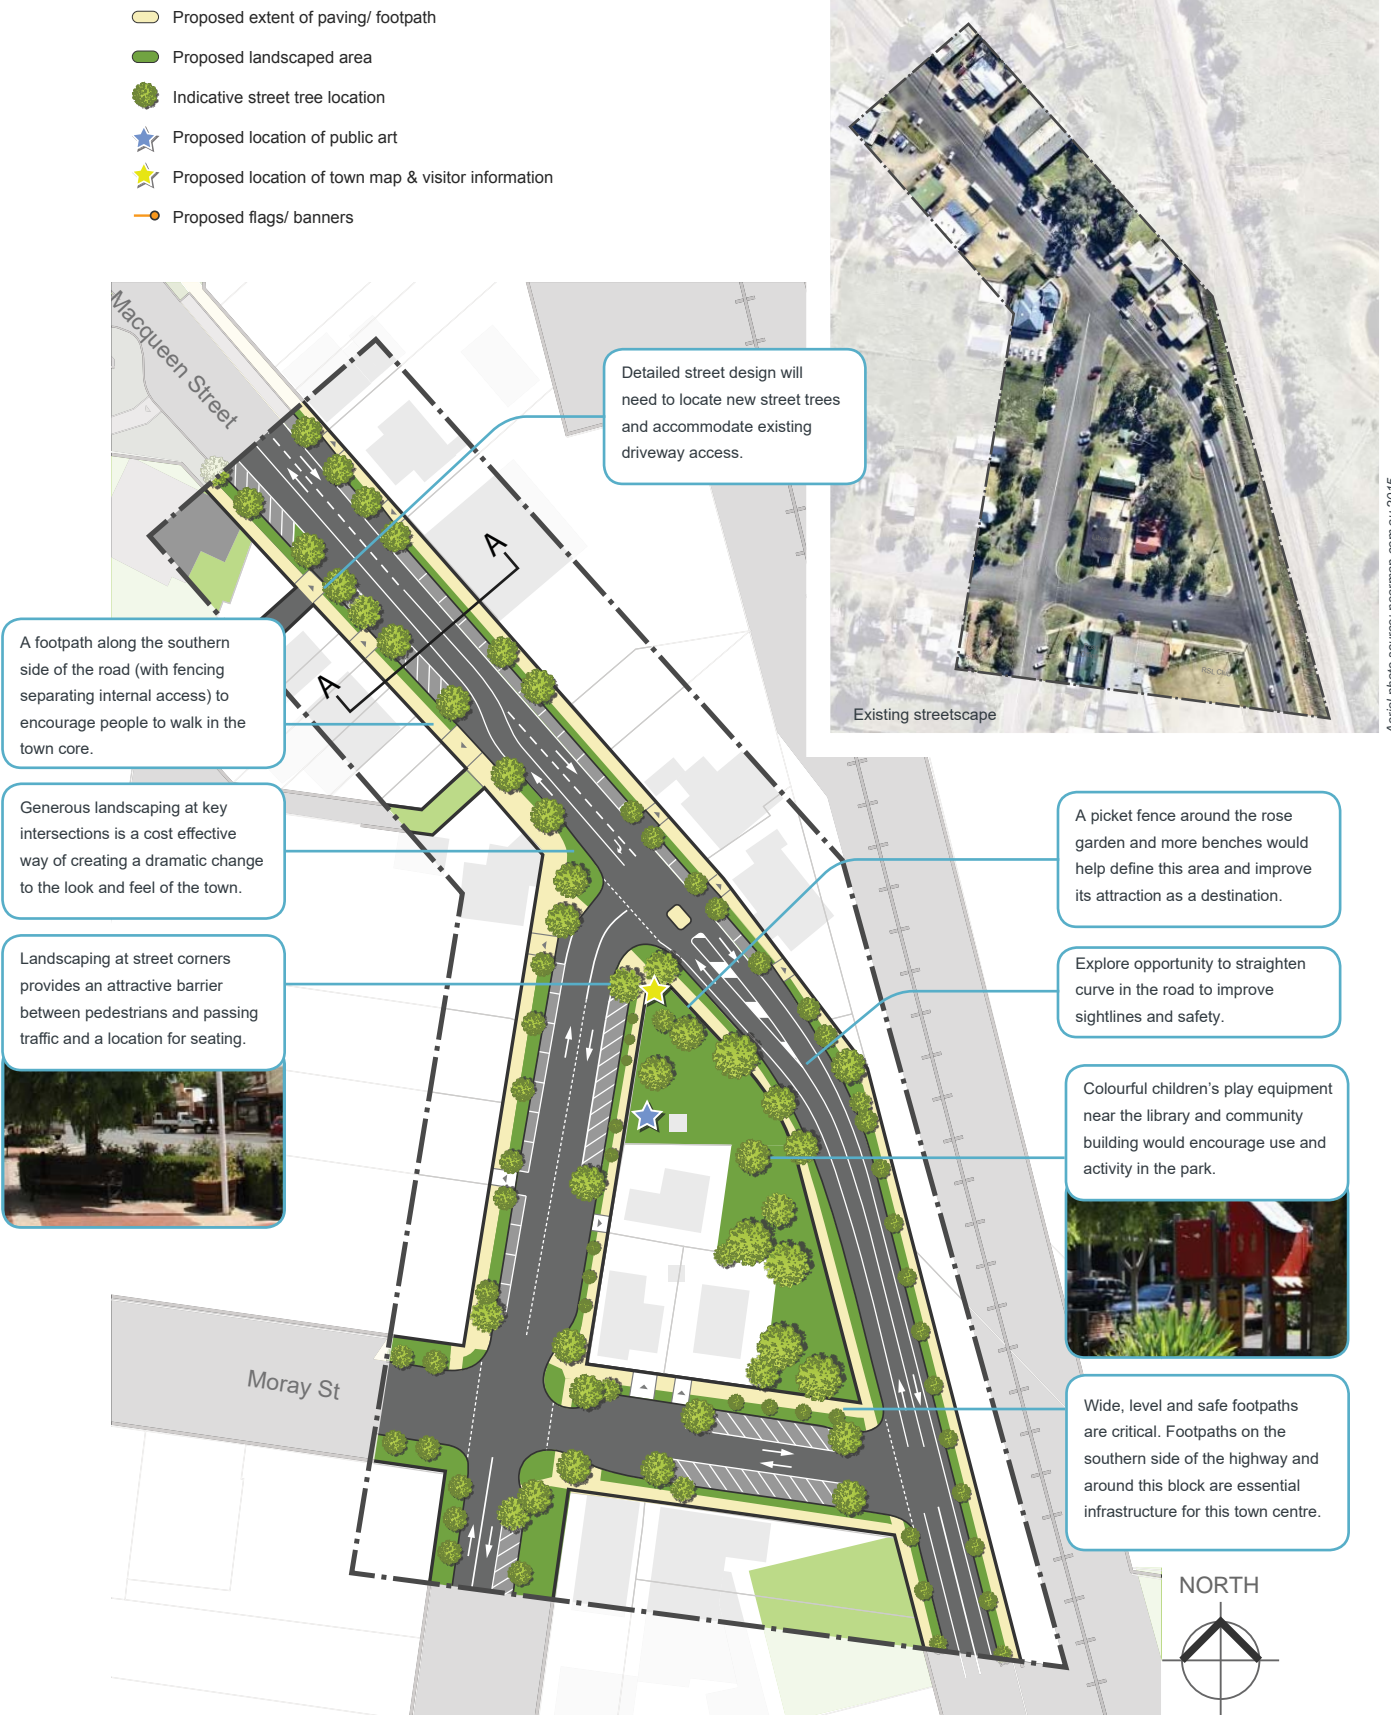 Proposed extent of paving/ footpath
Proposed landscaped area
Indicative street tree location
Proposed location of public art
Proposed location of town map & visitor information
Proposed flags/ banners
Macqueen Street
Detailed street design will
need to locate new street trees
and accommodate existing
driveway access.
A
A
A footpath along the southern
side of the road (with fencing
separating internal access) to
encourage people to walk in the
town core.
Generous landscaping at key
intersections is a cost effective
way of creating a dramatic change
to the look and feel of the town.
Landscaping at street corners
provides an attractive barrier
between pedestrians and passing
traffic and a location for seating.
Existing streetscape
RSL Club
Aerial photo source: nearmap.com.au 2015
A picket fence around the rose
garden and more benches would
help define this area and improve
its attraction as a destination.
Explore opportunity to straighten
curve in the road to improve
sightlines and safety.
Colourful children’s play equipment
near the library and community
building would encourage use and
activity in the park.
Wide, level and safe footpaths
are critical. Footpaths on the
southern side of the highway and
around this block are essential
infrastructure for this town centre.
Moray St
NORTH